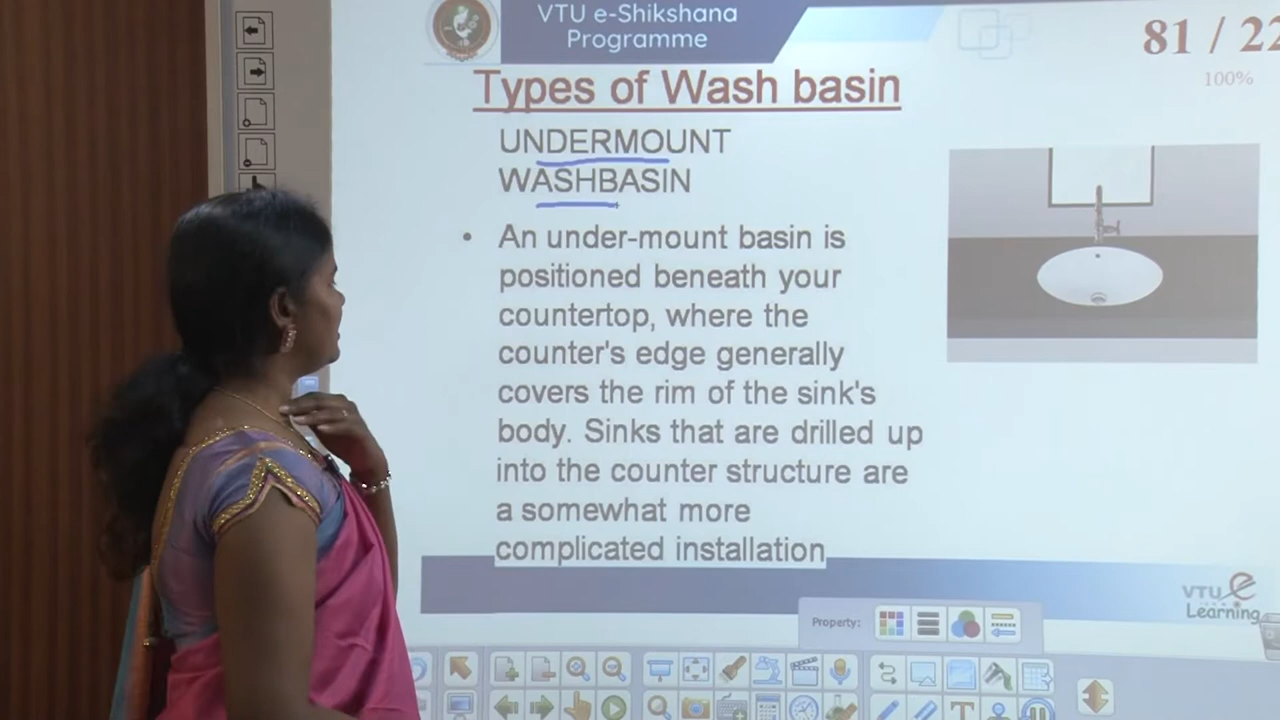 VTU e-Shikshana
Programme
81 / 22
100%
Types of Wash basin
UNDERMOUNT
WASHBASIN
• An under-mount basin is
positioned beneath your
countertop, where the
counter's edge generally
covers the rim of the sink's
body. Sinks that are drilled up
into the counter structure are
a somewhat more
complicated installation
VTU e
Learning
Property: